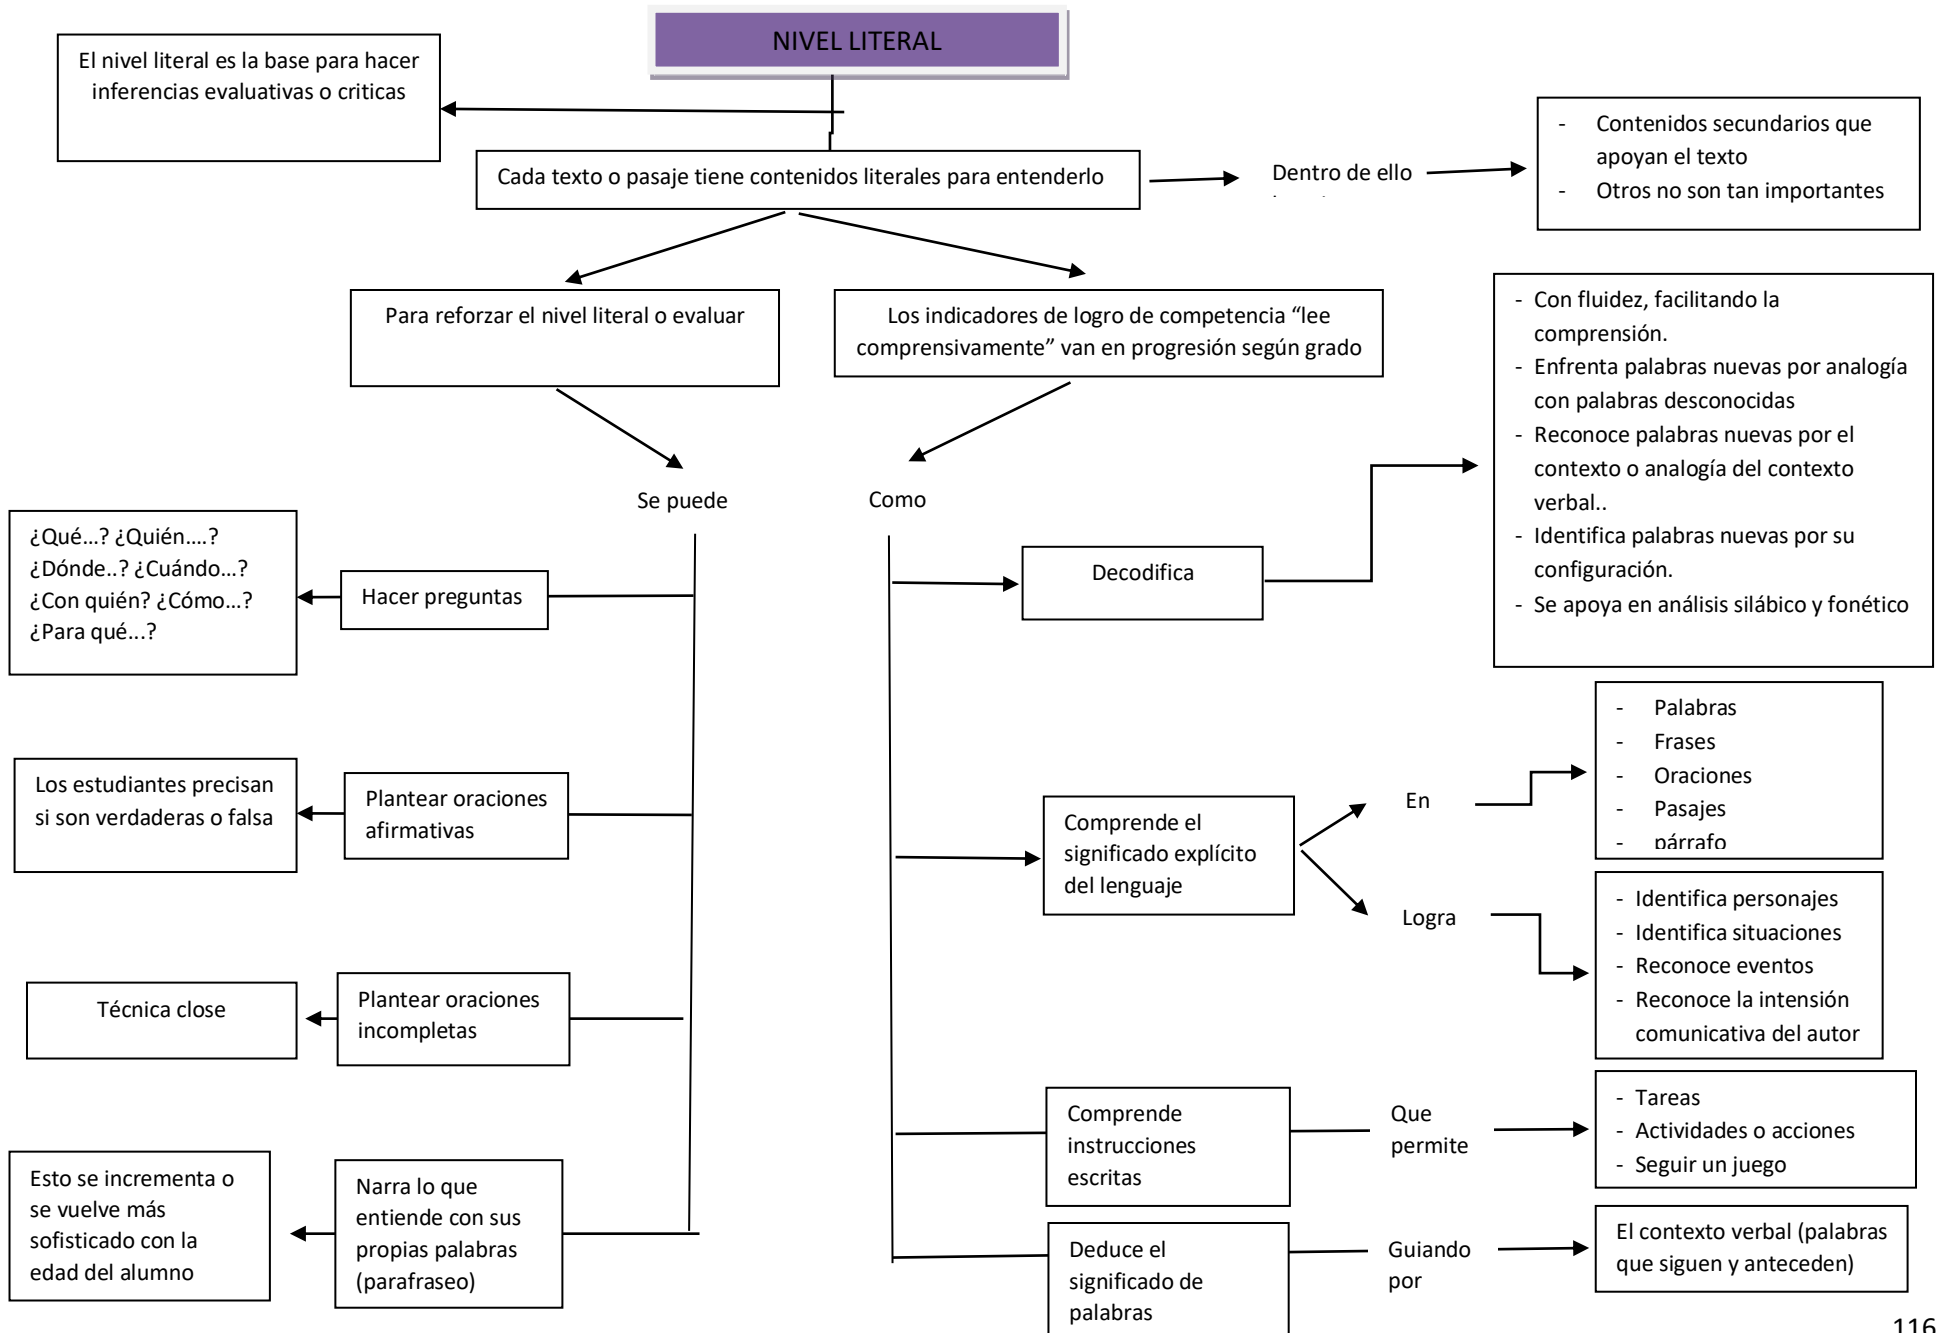 NIVEL LITERAL
El nivel literal es la base para hacer
inferencias evaluativas o criticas
Cada texto o pasaje tiene contenidos literales para entenderlo
Dentro de ello
- Contenidos secundarios que
apoyan el texto
- Otros no son tan importantes
Para reforzar el nivel literal o evaluar
Los indicadores de logro de competencia “lee
comprensivamente” van en progresión según grado
- Con fluidez, facilitando la
comprensión.
- Enfrenta palabras nuevas por analogía
con palabras desconocidas
- Reconoce palabras nuevas por el
contexto o analogía del contexto
verbal..
- Identifica palabras nuevas por su
configuración.
- Se apoya en análisis silábico y fonético
Se puede
Como
¿Qué...? ¿Quién....?
¿Dónde..? ¿Cuándo...?
¿Con quién? ¿Cómo...?
¿Para qué...?
Hacer preguntas
Decodifica
Los estudiantes precisan
si son verdaderas o falsa
Plantear oraciones
afirmativas
Comprende el
significado explícito
del lenguaje
En
- Palabras
- Frases
- Oraciones
- Pasajes
- párrafo
Logra
- Identifica personajes
- Identifica situaciones
- Reconoce eventos
- Reconoce la intensión
comunicativa del autor
Técnica close
Plantear oraciones
incompletas
Comprende
instrucciones
escritas
Que
permite
- Tareas
- Actividades o acciones
- Seguir un juego
Esto se incrementa o
se vuelve más
sofisticado con la
edad del alumno
Narra lo que
entiende con sus
propias palabras
(parafraseo)
Deduce el
significado de
palabras
Guiando
por
El contexto verbal (palabras
que siguen y anteceden)
116